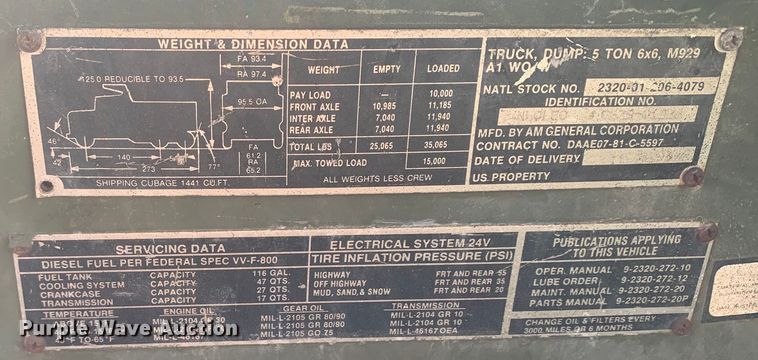 WEIGHT & DIMENSION DATA
FA 93.4
RA 97.4
125.0 REDUCIBLE TO 93.5
95.5 OA
46°
42
140
273
77°
FA
61.2
RA
65.2
SHIPPING CUBAGE 1441 CU.FT.
WEIGHT EMPTY LOADED
PAY LOAD — 10,000
FRONT AXLE 10,985 11,185
INTER AXLE 7,040 11,940
REAR AXLE 7,040 11,940
TOTAL LBS 25,065 35,065
MAX. TOWED LOAD 15,000
ALL WEIGHTS LESS CREW
TRUCK, DUMP: 5 TON 6x6, M929
A1 WO/W
NATL STOCK NO. 2320-01-206-4079
IDENTIFICATION NO.
MFD. BY AM GENERAL CORPORATION
CONTRACT NO. DAAE07-81-C-5597
DATE OF DELIVERY
US PROPERTY
SERVICING DATA
DIESEL FUEL PER FEDERAL SPEC VV-F-800
FUEL TANK CAPACITY 116 GAL.
COOLING SYSTEM CAPACITY 47 QTS.
CRANKCASE CAPACITY 27 QTS.
TRANSMISSION CAPACITY 17 QTS.
ELECTRICAL SYSTEM 24V
TIRE INFLATION PRESSURE (PSI)
HIGHWAY FRT AND REAR 55
OFF HIGHWAY FRT AND REAR 35
MUD, SAND, & SNOW FRT AND REAR 20
TEMPERATURE ENGINE OIL GEAR OIL TRANSMISSION
MIL-L-2104 GR 30 MIL-L-2105 GR 80/90 MIL-L-2104 GR 10
MIL-L-2105 GR 80/90 MIL-L-2104 GR 10
°F TO-65°F MIL-L-46167 MIL-L-2105 GO 75 MIL-L-46167 OEA
PUBLICATIONS APPLYING
TO THIS VEHICLE
OPER. MANUAL 9-2320-272-10
LUBE ORDER 9-2320-272-12
MAINT. MANUAL 9-2320-272-20
PARTS MANUAL 9-2320-272-20P
CHANGE OIL & FILTERS EVERY
3000 MILES OR 6 MONTHS
Purple Wave Auction